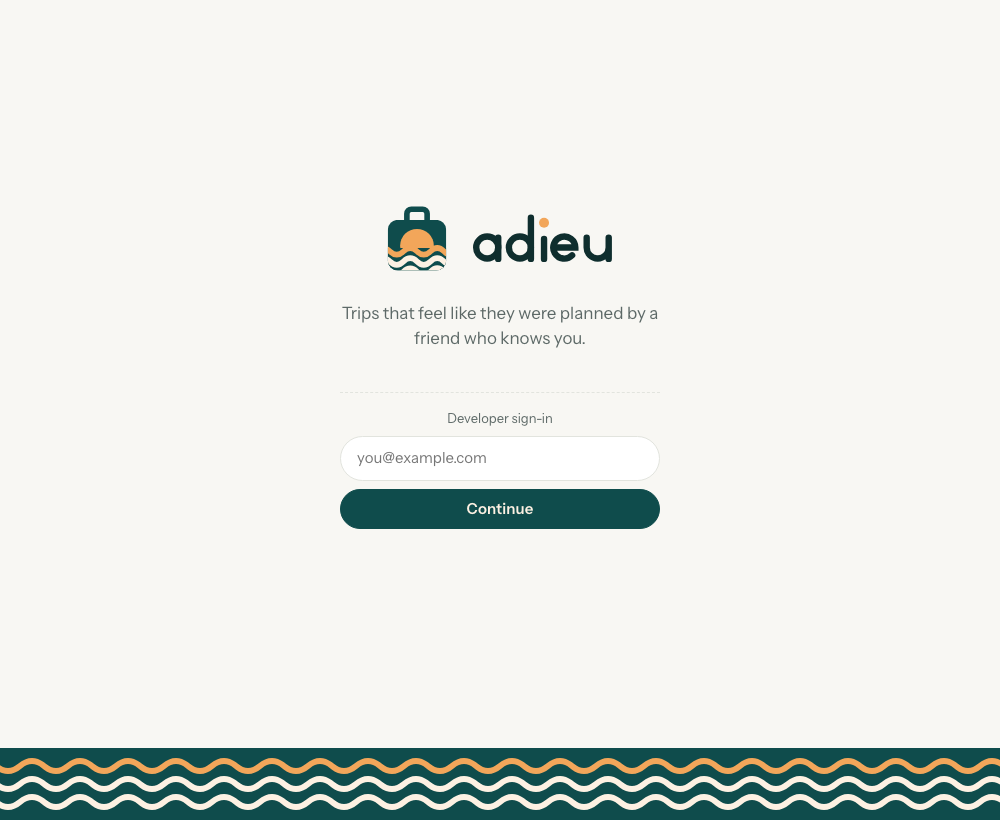 adieu
Trips that feel like they were planned by a
friend who knows you.
Developer sign-in
you@example.com
Continue